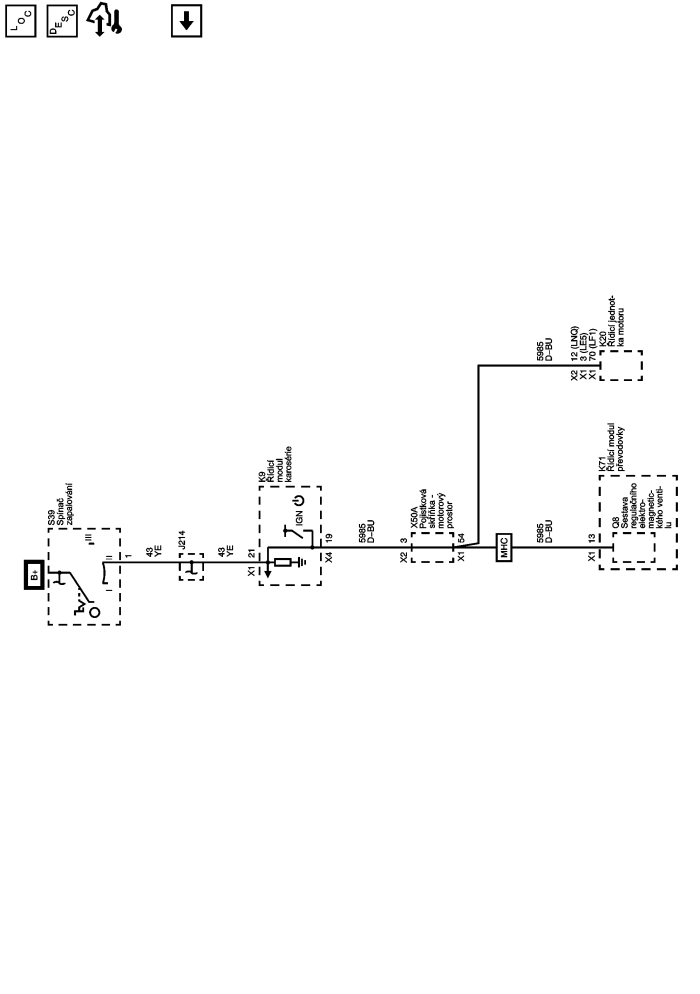 LOC
DESC
B+
S39
Spínač
zapalování
I
II
III
1
43
YE
J214
43
YE
21
X1
K9
Řídicí
modul
karosérie
IGN
19
X4
5985
D–BU
3
X2
X50A
Pojistková
skříňka -
motorový
prostor
54
X1
MHC
5985
D–BU
13
X1
K71
Řídicí modul
převodovky
Q8
Sestava
regulačního
elektro-
magnetic-
kého venti-
lu
5985
D–BU
X2 12 (LNQ)
X1 3 (LE5)
X1 70 (LF1)
K20
Řídicí jednot-
ka motoru